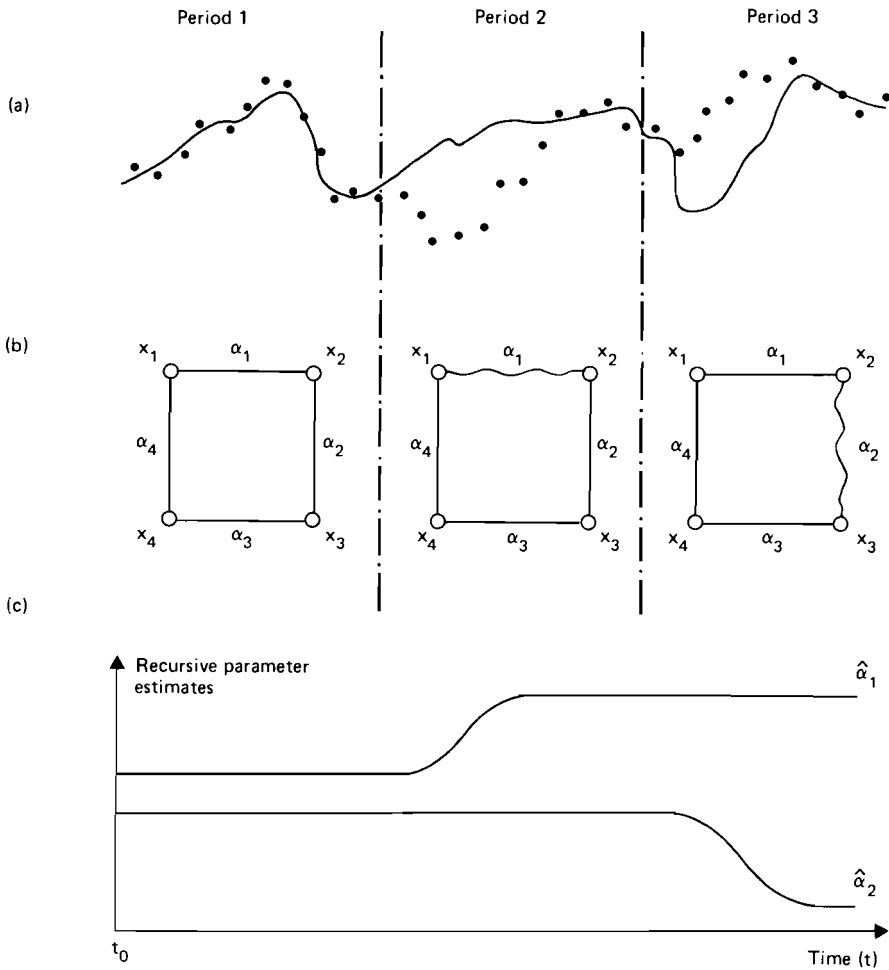 Period 1 Period 2 Period 3
(a)
(b)
x₁ α₁ x₂ x₁ α₁ x₂ x₁ α₁ x₂
α₄ α₂ α₄ α₂ α₄ α₂
x₄ α₃ x₃ x₄ α₃ x₃ x₄ α₃ x₃
(c)
Recursive parameter
estimates
α̂₁
α̂₂
t₀ Time (t)